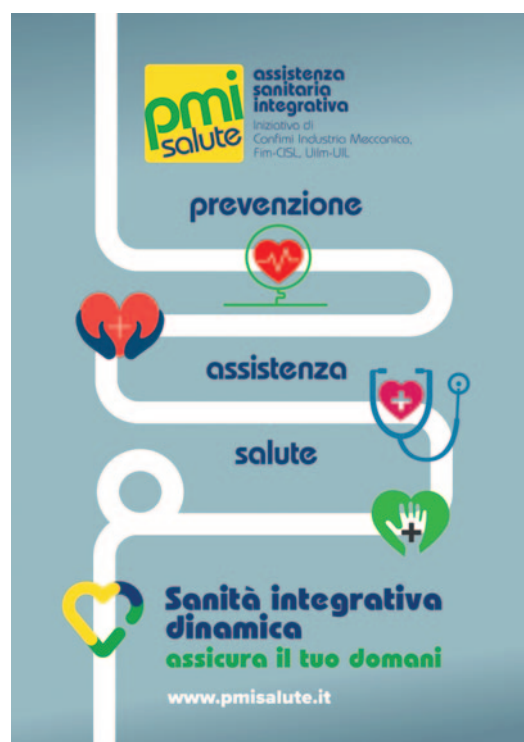 pmi
salute
assistenza
sanitaria
integrativa
Iniziativa di
Confimi Industria Meccanica,
Fim-CISL, Uilm-UIL
prevenzione
assistenza
salute
Sanità integrativa
dinamica
assicura il tuo domani
www.pmisalute.it